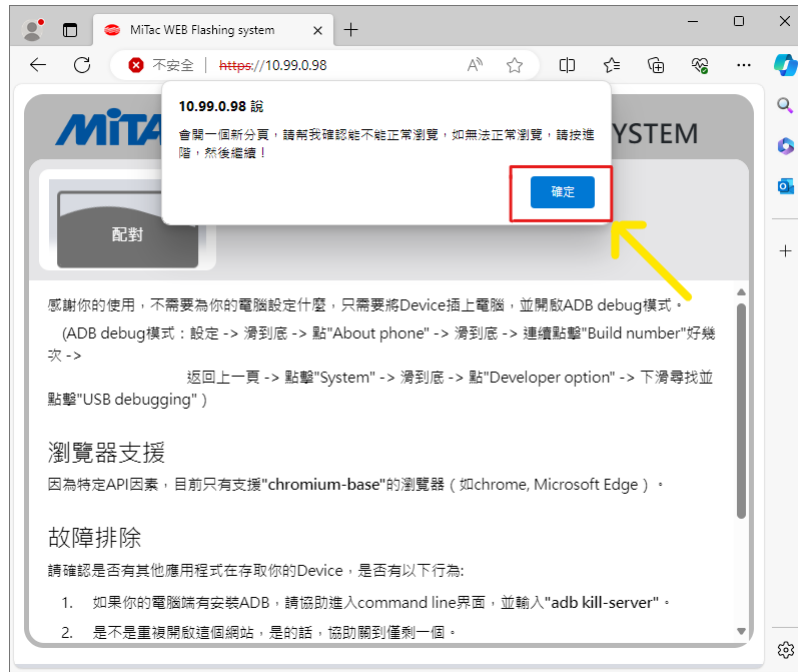 MiTac WEB Flashing system
不安全 | https://10.99.0.98
MiTA
YSTEM
10.99.0.98 說
會開一個新分頁，請幫我確認能不能正常瀏覽，如無法正常瀏覽，請按進
階，然後繼續！
確定
配對
感謝你的使用，不需要為你的電腦設定什麼，只需要將Device插上電腦，並開啟ADB debug模式。
(ADB debug模式：設定 -> 滑到底 -> 點"About phone" -> 滑到底 -> 連續點擊"Build number"好幾
次 ->
返回上一頁 -> 點擊"System" -> 滑到底 -> 點"Developer option" -> 下滑尋找並
點擊"USB debugging" )
瀏覽器支援
因為特定API因素，目前只有支援"chromium-base"的瀏覽器 ( 如chrome, Microsoft Edge ) 。
故障排除
請確認是否有其他應用程式在存取你的Device，是否有以下行為:
1. 如果你的電腦端有安裝ADB，請協助進入command line界面，並輸入"adb kill-server"。
2. 是不是重複開啟這個網站，是的話，協助關到僅剩一個。